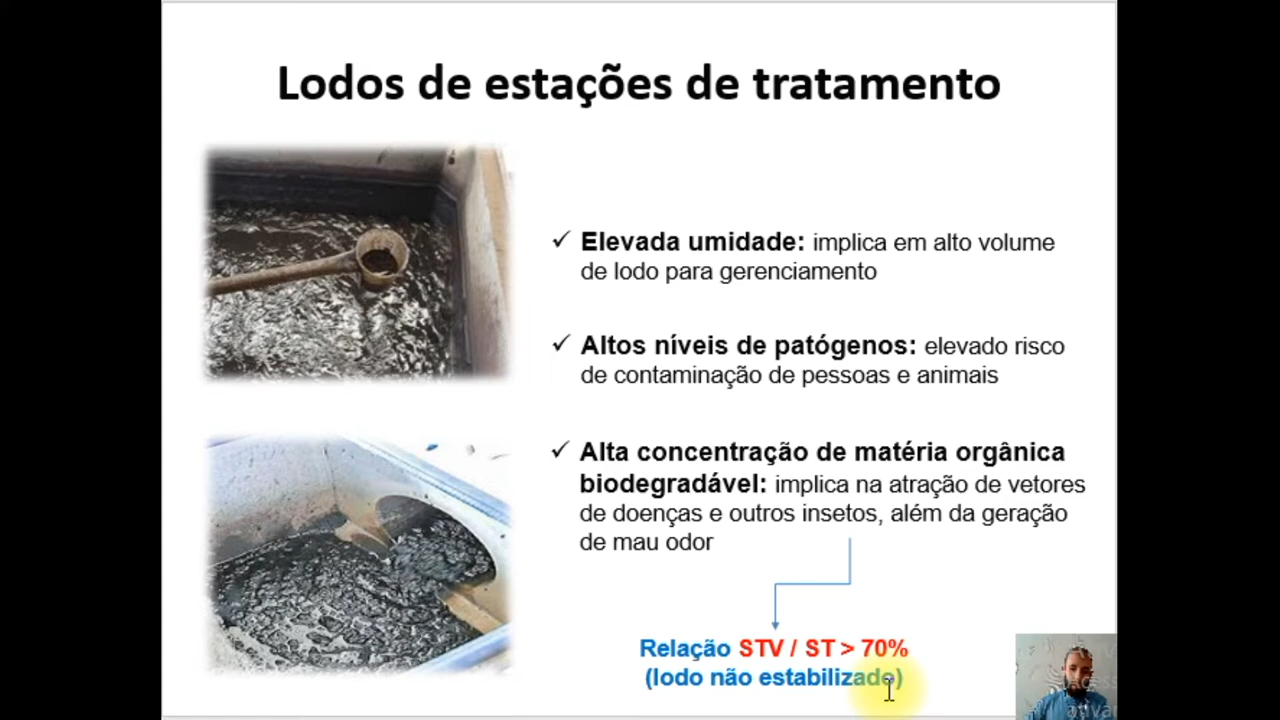 Lodos de estações de tratamento
✓ Elevada umidade: implica em alto volume
de lodo para gerenciamento
✓ Altos níveis de patógenos: elevado risco
de contaminação de pessoas e animais
✓ Alta concentração de matéria orgânica
biodegradável: implica na atração de vetores
de doenças e outros insetos, além da geração
de mau odor
Relação STV / ST > 70%
(lodo não estabilizado)